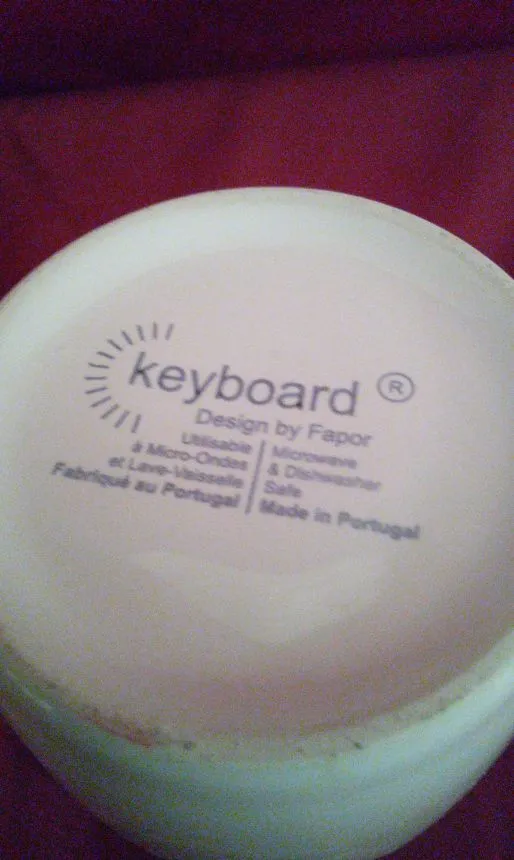 keyboard ®
Design by Fapor
Utilisable
à Micro-Ondes
et Lave-Vaisselle
Fabriqué au Portugal
Microwave
& Dishwasher
Safe
Made in Portugal